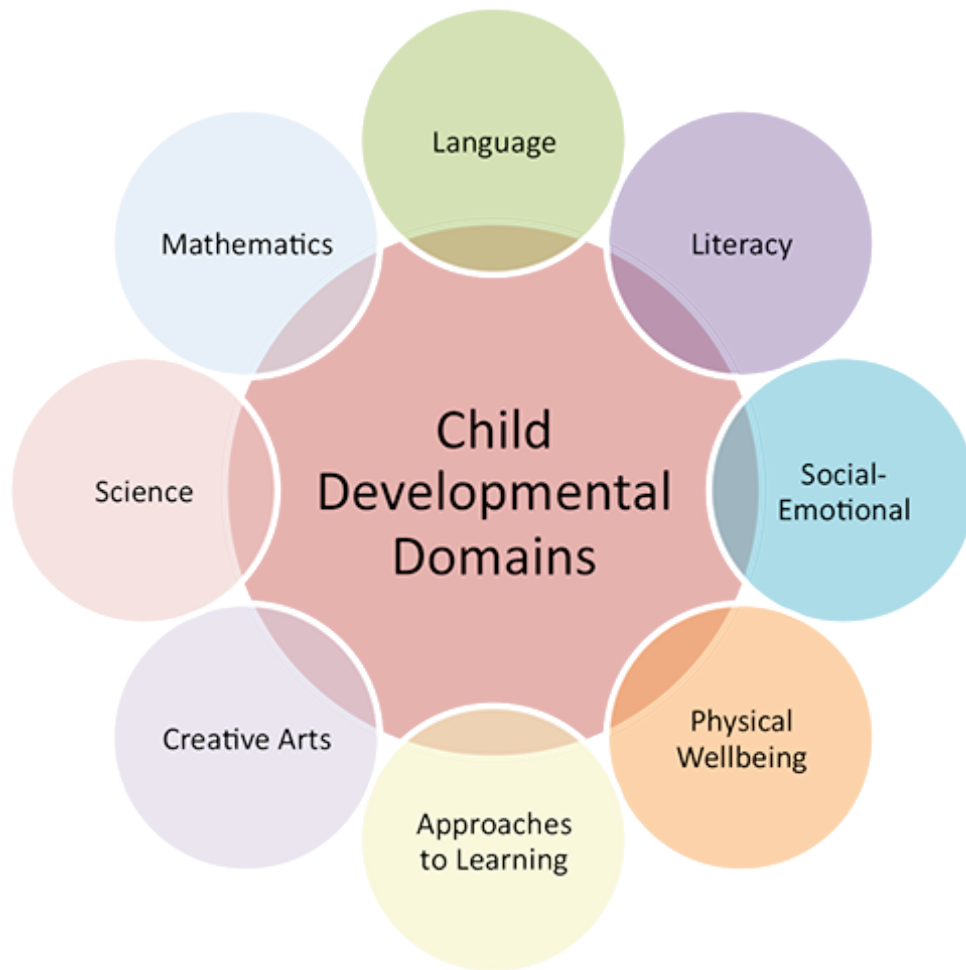 Language
Literacy
Social-
Emotional
Physical
Wellbeing
Approaches
to Learning
Creative Arts
Science
Mathematics
Child
Developmental
Domains